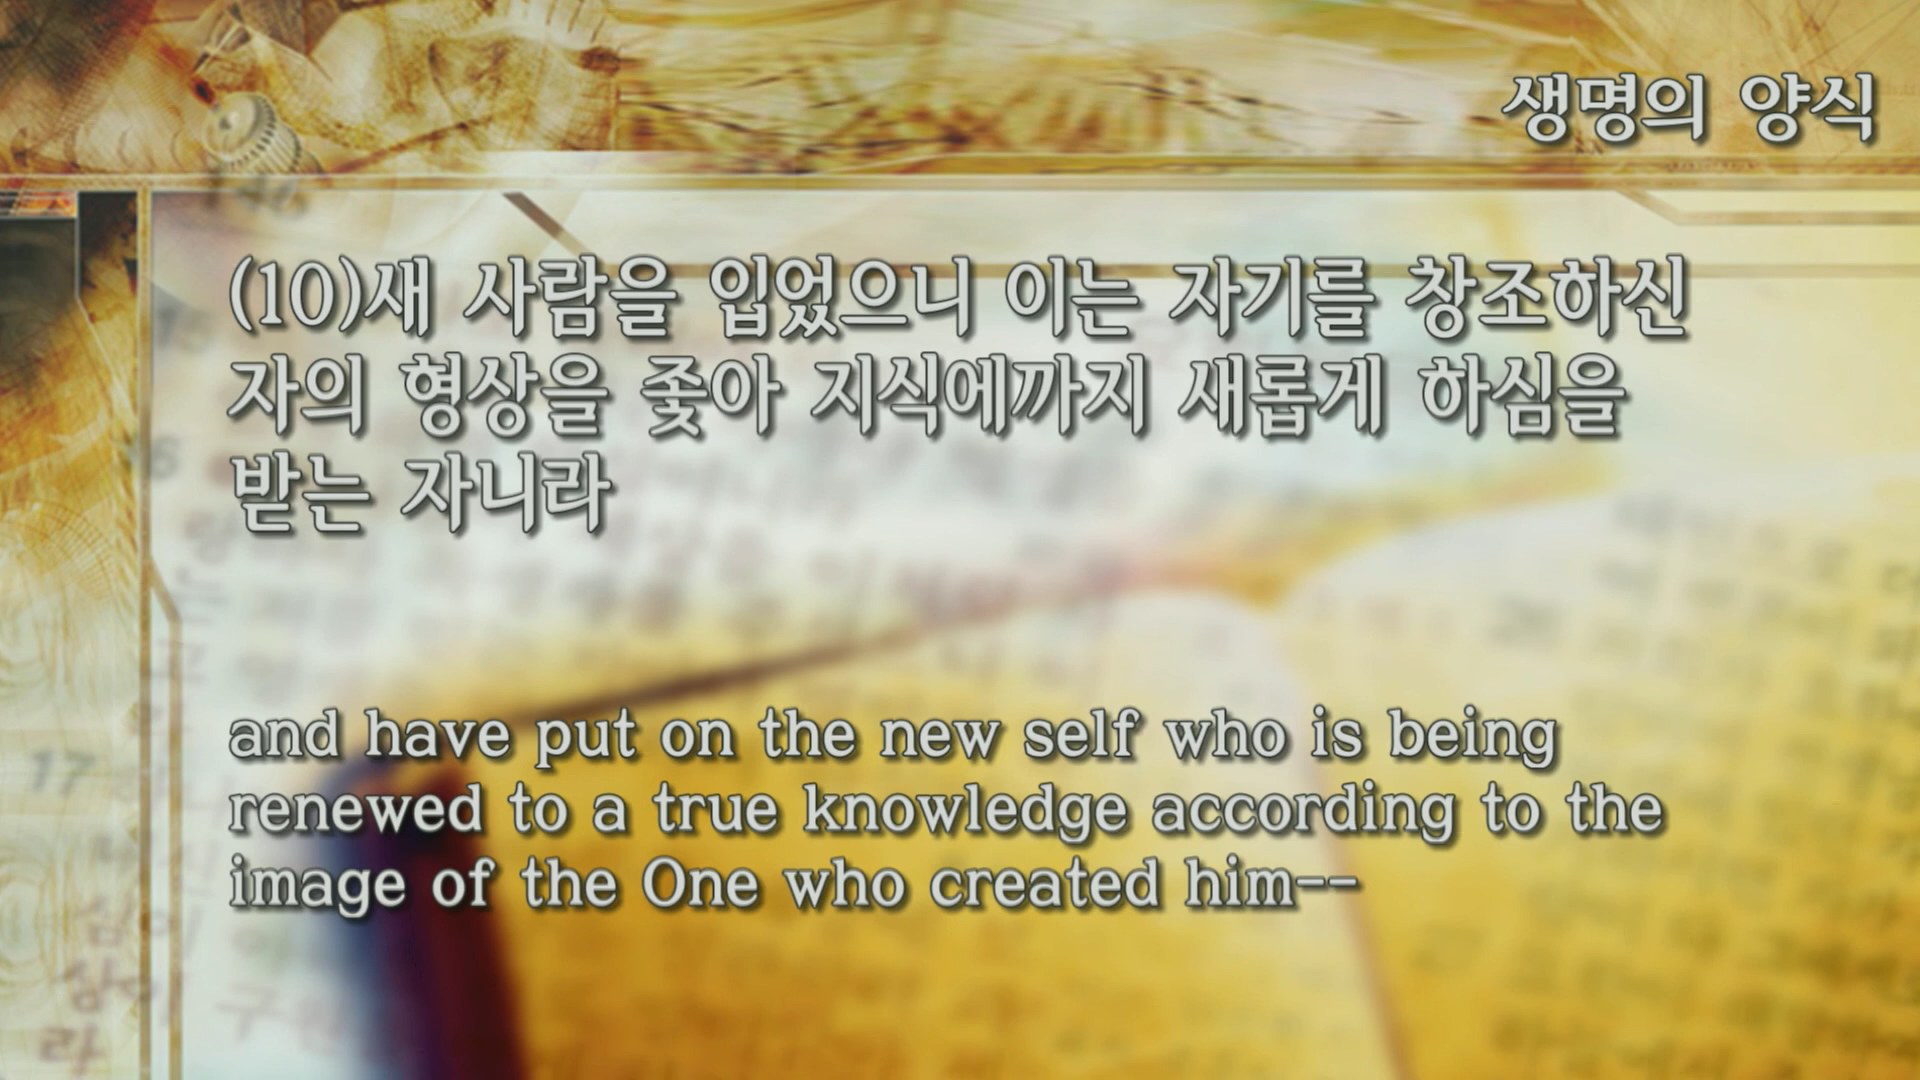 생명의 양식
(10)새 사람을 입었으니 이는 자기를 창조하신
자의 형상을 좇아 지식에까지 새롭게 하심을
받는 자니라
and have put on the new self who is being
renewed to a true knowledge according to the
image of the One who created him--
17